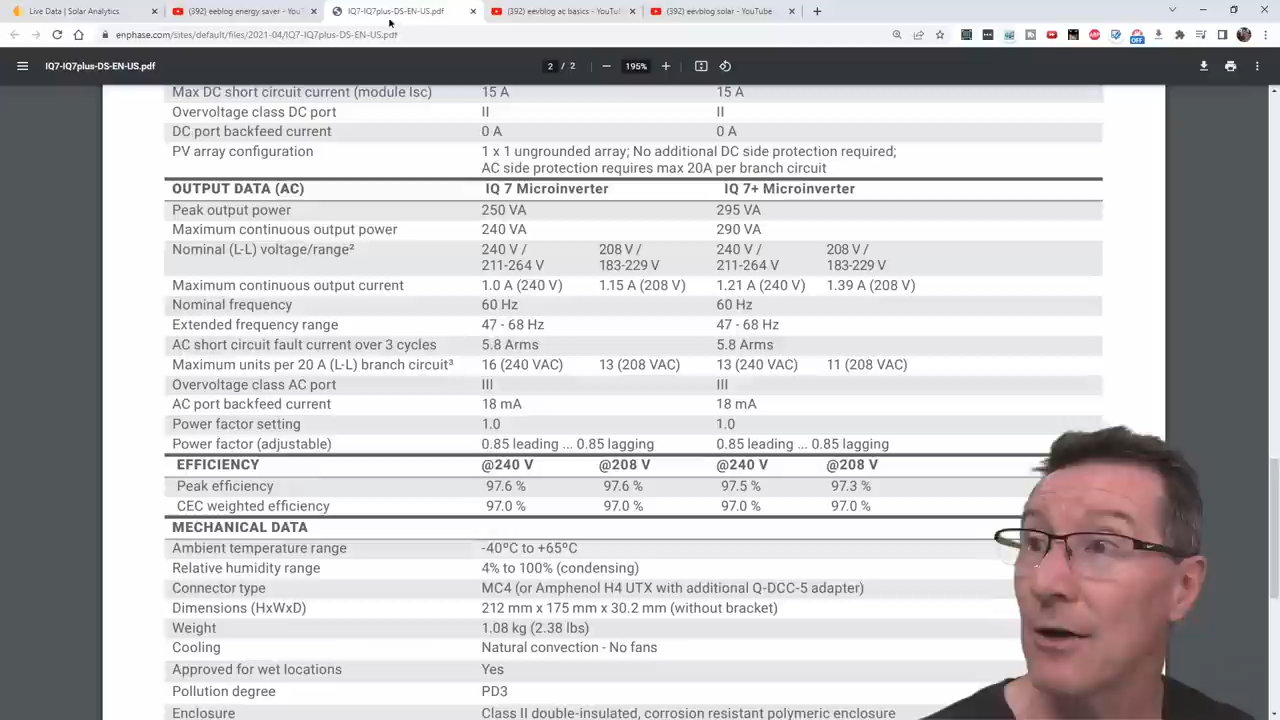 Live Data | Solar Analytics
(392) eeblog energy saver - YouT
IQ7-IQ7plus-DS-EN-US.pdf
(392) eevblog ac basics - YouTub
(392) eevblog solar - YouTube
enphase.com/sites/default/files/2021-04/IQ7-IQ7plus-DS-EN-US.pdf
IQ7-IQ7plus-DS-EN-US.pdf
2 / 2
195%
Max DC short circuit current (module Isc) 15 A 15 A
Overvoltage class DC port II II
DC port backfeed current 0 A 0 A
PV array configuration 1 x 1 ungrounded array; No additional DC side protection required;
AC side protection requires max 20A per branch circuit
OUTPUT DATA (AC) IQ 7 Microinverter IQ 7+ Microinverter
Peak output power 250 VA 295 VA
Maximum continuous output power 240 VA 290 VA
Nominal (L-L) voltage/range² 240 V / 208 V / 240 V / 208 V /
211-264 V 183-229 V 211-264 V 183-229 V
Maximum continuous output current 1.0 A (240 V) 1.15 A (208 V) 1.21 A (240 V) 1.39 A (208 V)
Nominal frequency 60 Hz 60 Hz
Extended frequency range 47 - 68 Hz 47 - 68 Hz
AC short circuit fault current over 3 cycles 5.8 Arms 5.8 Arms
Maximum units per 20 A (L-L) branch circuit³ 16 (240 VAC) 13 (208 VAC) 13 (240 VAC) 11 (208 VAC)
Overvoltage class AC port III III
AC port backfeed current 18 mA 18 mA
Power factor setting 1.0 1.0
Power factor (adjustable) 0.85 leading ... 0.85 lagging 0.85 leading ... 0.85 lagging
EFFICIENCY @240 V @208 V @240 V @208 V
Peak efficiency 97.6 % 97.6 % 97.5 % 97.3 %
CEC weighted efficiency 97.0 % 97.0 % 97.0 % 97.0 %
MECHANICAL DATA
Ambient temperature range -40ºC to +65ºC
Relative humidity range 4% to 100% (condensing)
Connector type MC4 (or Amphenol H4 UTX with additional Q-DCC-5 adapter)
Dimensions (HxWxD) 212 mm x 175 mm x 30.2 mm (without bracket)
Weight 1.08 kg (2.38 lbs)
Cooling Natural convection - No fans
Approved for wet locations Yes
Pollution degree PD3
Enclosure Class II double-insulated, corrosion resistant polymeric enclosure